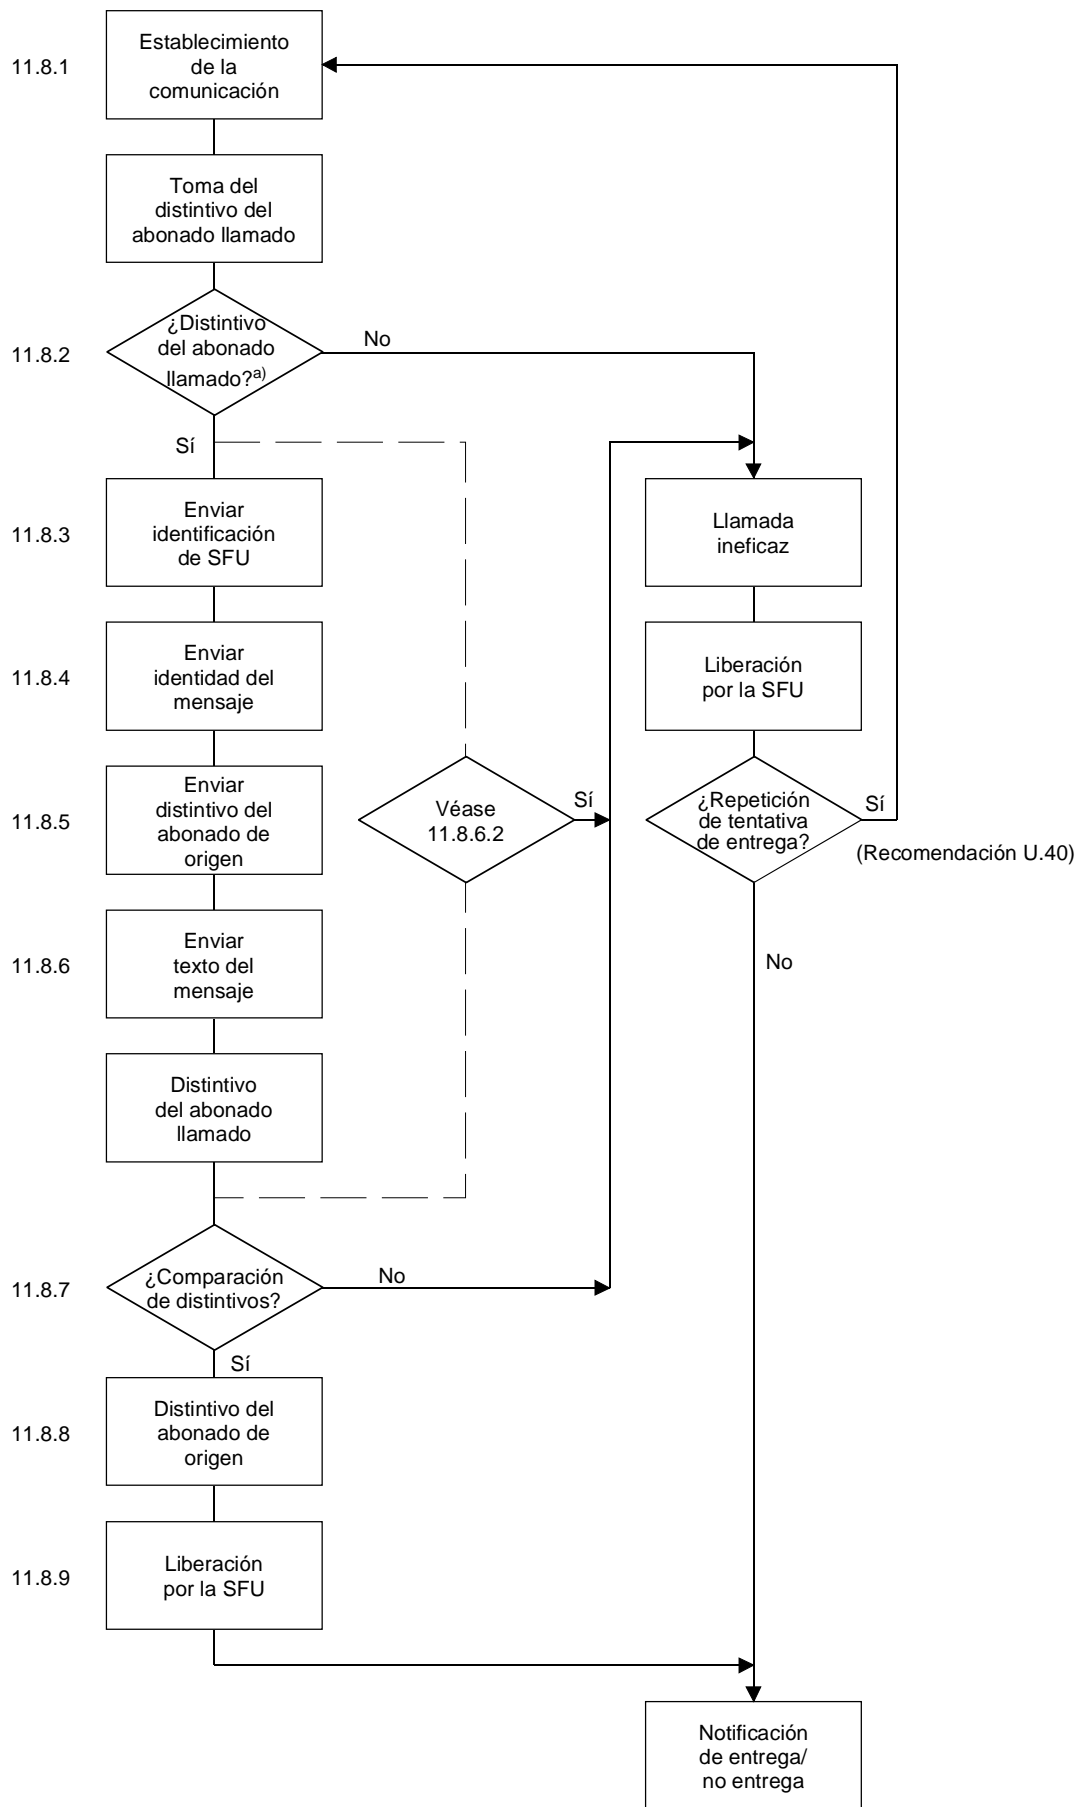 11.8.1
Establecimiento
de la
comunicación
Toma del
distintivo del
abonado llamado
11.8.2
¿Distintivo
del abonado
llamado?a)
No
Sí
11.8.3
Enviar
identificación
de SFU
Llamada
ineficaz
11.8.4
Enviar
identidad del
mensaje
Liberación
por la SFU
11.8.5
Enviar
distintivo del
abonado de
origen
Véase
11.8.6.2
Sí
¿Repetición
de tentativa
de entrega?
Sí
(Recomendación U.40)
No
11.8.6
Enviar
texto del
mensaje
Distintivo
del abonado
llamado
11.8.7
¿Comparación
de distintivos?
No
Sí
11.8.8
Distintivo del
abonado de
origen
11.8.9
Liberación
por la SFU
Notificación
de entrega/
no entrega